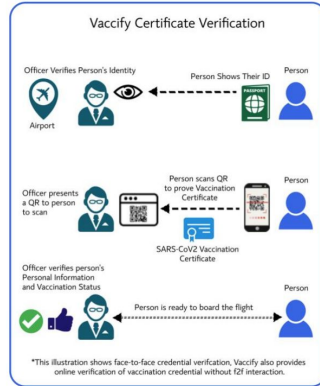 Vaccify Certificate Verification
Officer Verifies Person's Identity
Person Shows Their ID
Person
PASSPORT
Airport
Officer presents
a QR to person
to scan
Person scans QR
to prove Vaccination
Certificate
Person
SARS-CoV2 Vaccination
Certificate
Officer verifies person's
Personal Information
and Vaccination Status
Person is ready to board the flight
Person
*This illustration shows face-to-face credential verifcation, Vaccify also provides
online verification of vaccination credential without f2f interaction.